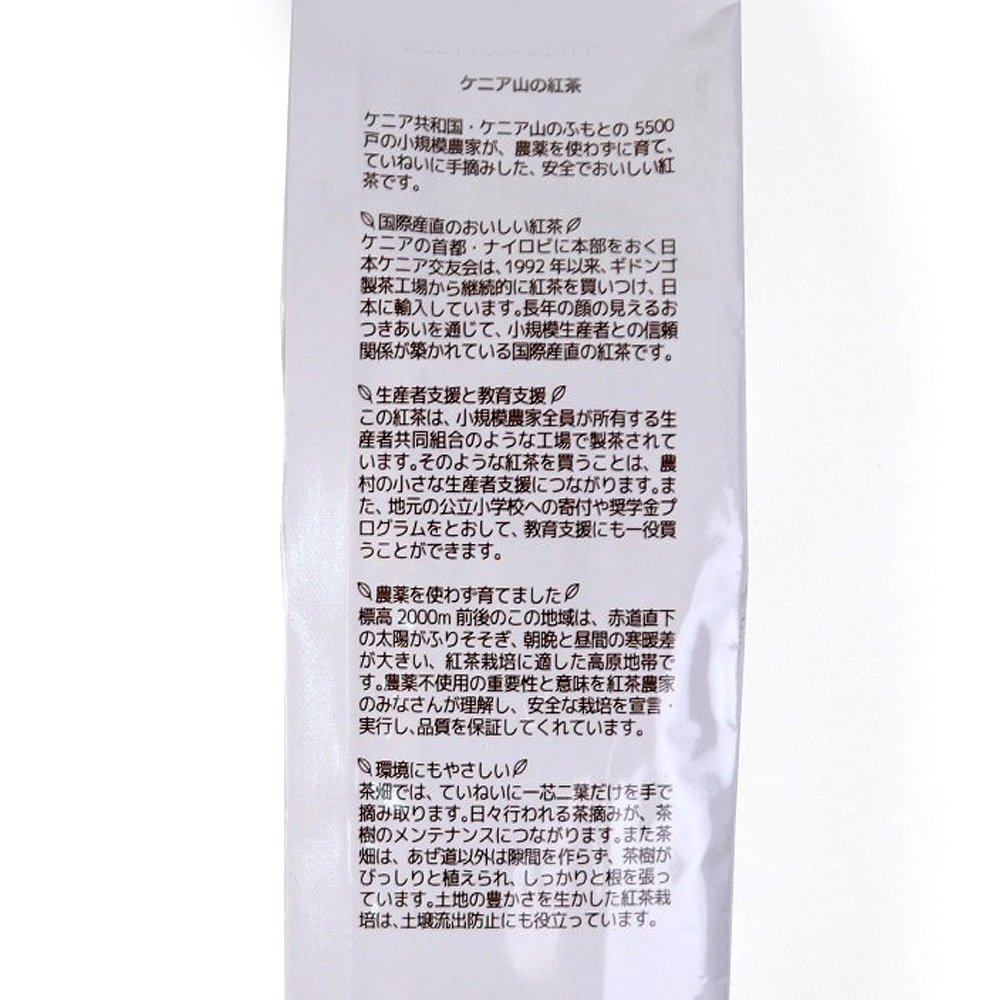 ケニア山の紅茶
ケニア共和国・ケニア山のふもとの 5500
戸の小規模農家が、農薬を使わずに育て、
ていねいに手摘みした、安全でおいしい紅
茶です。
国際産直のおいしい紅茶
ケニアの首都・ナイロビに本部をおく日
本ケニア交友会は、1992 年以来、ギドンゴ
製茶工場から継続的に紅茶を買いつけ、日
本に輸入しています。長年の顔の見えるお
つきあいを通じて、小規模生産者との信頼
関係が築かれている国際産直の紅茶です。
生産者支援と教育支援
この紅茶は、小規模農家全員が所有する生
産者共同組合のような工場で製茶されて
います。そのような紅茶を買うことは、農
村の小さな生産者支援につながります。ま
た、地元の公立小学校への寄付や奨学金プ
ログラムをとおして、教育支援にも一役買
うことができます。
農薬を使わず育てました
標高 2000m 前後のこの地域は、赤道直下
の太陽がふりそそぎ、朝晩と昼間の寒暖差
が大きい、紅茶栽培に適した高原地帯で
す。農薬不使用の重要性と意味を紅茶農家
のみなさんが理解し、安全な栽培を宣言・
実行し、品質を保証してくれています。
環境にもやさしい
茶畑では、ていねいに一芯二葉だけを手で
摘み取ります。日々行われる茶摘みが、茶
樹のメンテナンスにつながります。また茶
畑は、あぜ道以外は隙間を作らず、茶樹が
びっしりと植えられ、しっかりと根を張っ
ています。土地の豊かさを生かした紅茶栽
培は、土壌流出防止にも役立っています。